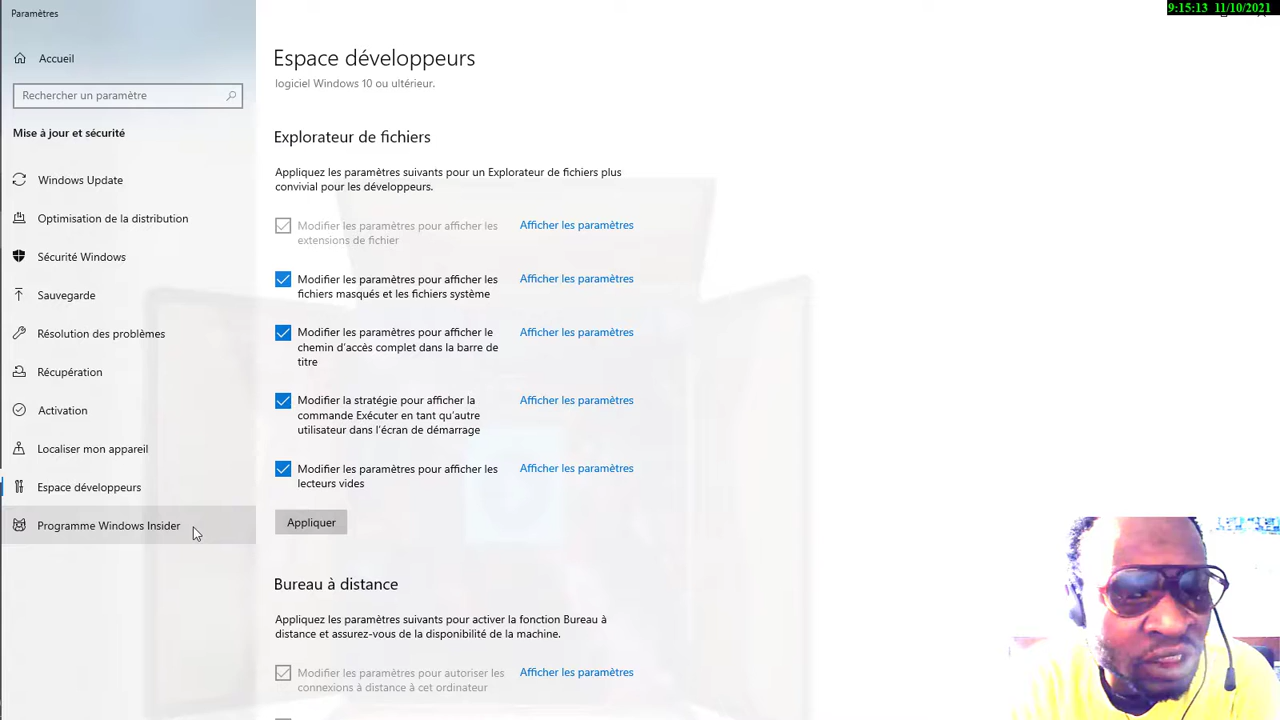 Paramètres
9:15:13 11/10/2021
Accueil
Rechercher un paramètre
Mise à jour et sécurité
Windows Update
Optimisation de la distribution
Sécurité Windows
Sauvegarde
Résolution des problèmes
Récupération
Activation
Localiser mon appareil
Espace développeurs
Programme Windows Insider
Espace développeurs
logiciel Windows 10 ou ultérieur.
Explorateur de fichiers
Appliquez les paramètres suivants pour un Explorateur de fichiers plus
convivial pour les développeurs.
Modifier les paramètres pour afficher les
extensions de fichier
Afficher les paramètres
Modifier les paramètres pour afficher les
fichiers masqués et les fichiers système
Afficher les paramètres
Modifier les paramètres pour afficher le
chemin d'accès complet dans la barre de
titre
Afficher les paramètres
Modifier la stratégie pour afficher la
commande Exécuter en tant qu'autre
utilisateur dans l'écran de démarrage
Afficher les paramètres
Modifier les paramètres pour afficher les
lecteurs vides
Afficher les paramètres
Appliquer
Bureau à distance
Appliquez les paramètres suivants pour activer la fonction Bureau à
distance et assurez-vous de la disponibilité de la machine.
Modifier les paramètres pour autoriser les
connexions à distance à cet ordinateur
Afficher les paramètres